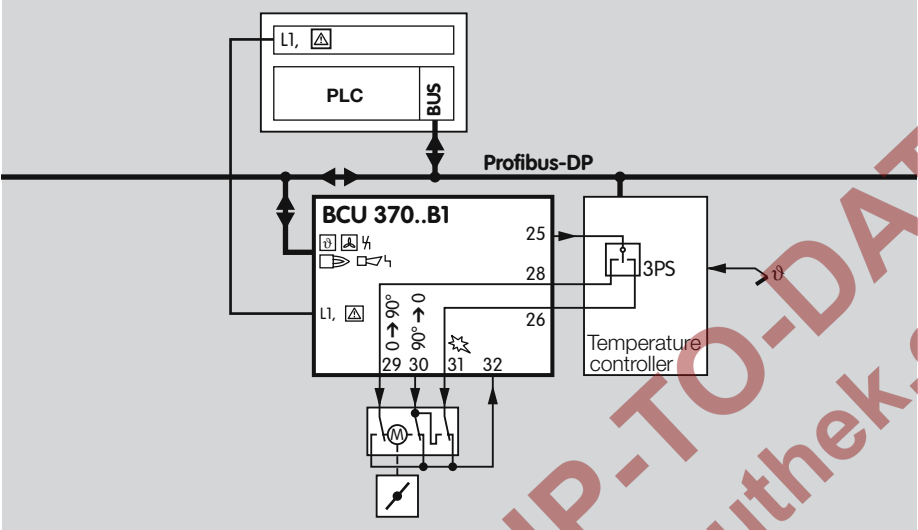 L1,
PLC
BUS
Profibus-DP
BCU 370..B1
ϑ
25
3PS
ϑ
28
L1,
0 → 90°
90° → 0
26
Temperature
controller
29 30 31 32
M